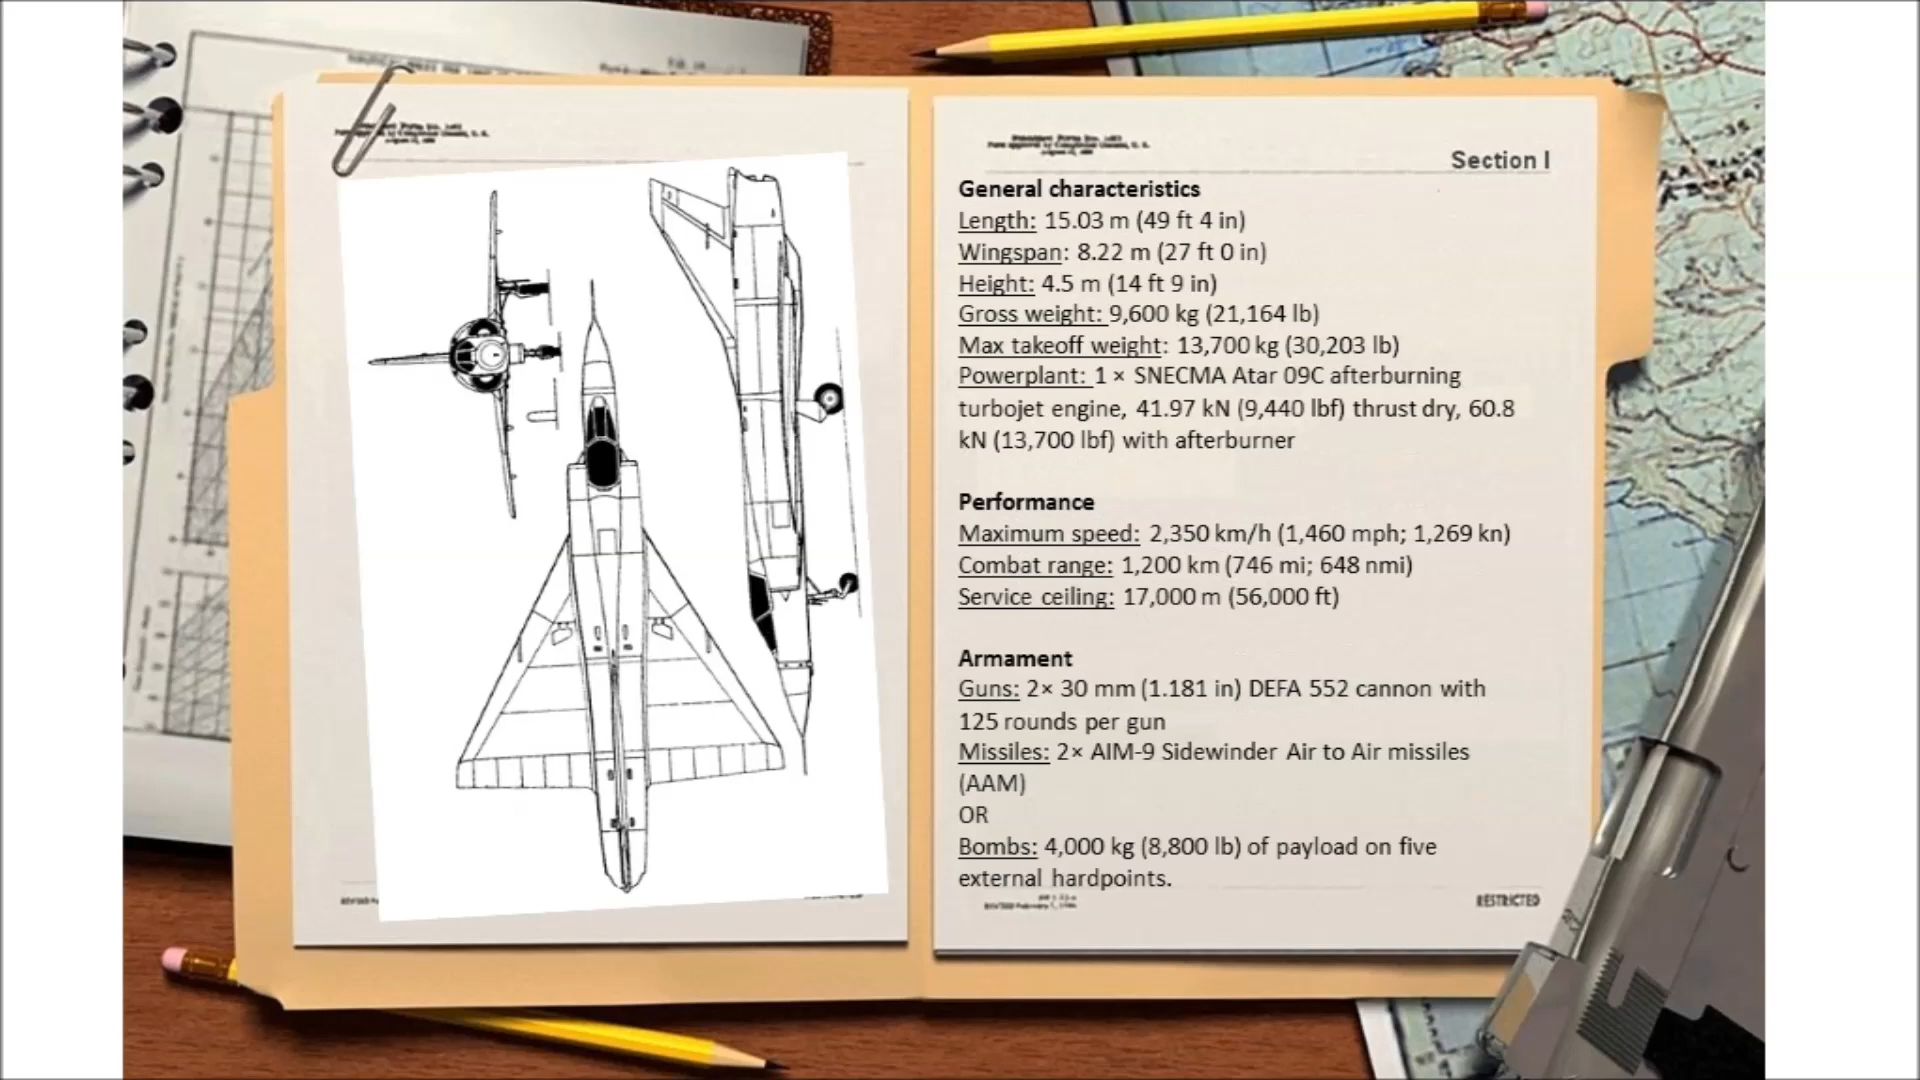 Section I
General characteristics
Length: 15.03 m (49 ft 4 in)
Wingspan: 8.22 m (27 ft 0 in)
Height: 4.5 m (14 ft 9 in)
Gross weight: 9,600 kg (21,164 lb)
Max takeoff weight: 13,700 kg (30,203 lb)
Powerplant: 1 × SNECMA Atar 09C afterburning
turbojet engine, 41.97 kN (9,440 lbf) thrust dry, 60.8
kN (13,700 lbf) with afterburner
Performance
Maximum speed: 2,350 km/h (1,460 mph; 1,269 kn)
Combat range: 1,200 km (746 mi; 648 nmi)
Service ceiling: 17,000 m (56,000 ft)
Armament
Guns: 2× 30 mm (1.181 in) DEFA 552 cannon with
125 rounds per gun
Missiles: 2× AIM-9 Sidewinder Air to Air missiles
(AAM)
OR
Bombs: 4,000 kg (8,800 lb) of payload on five
external hardpoints.
RESTRICTED